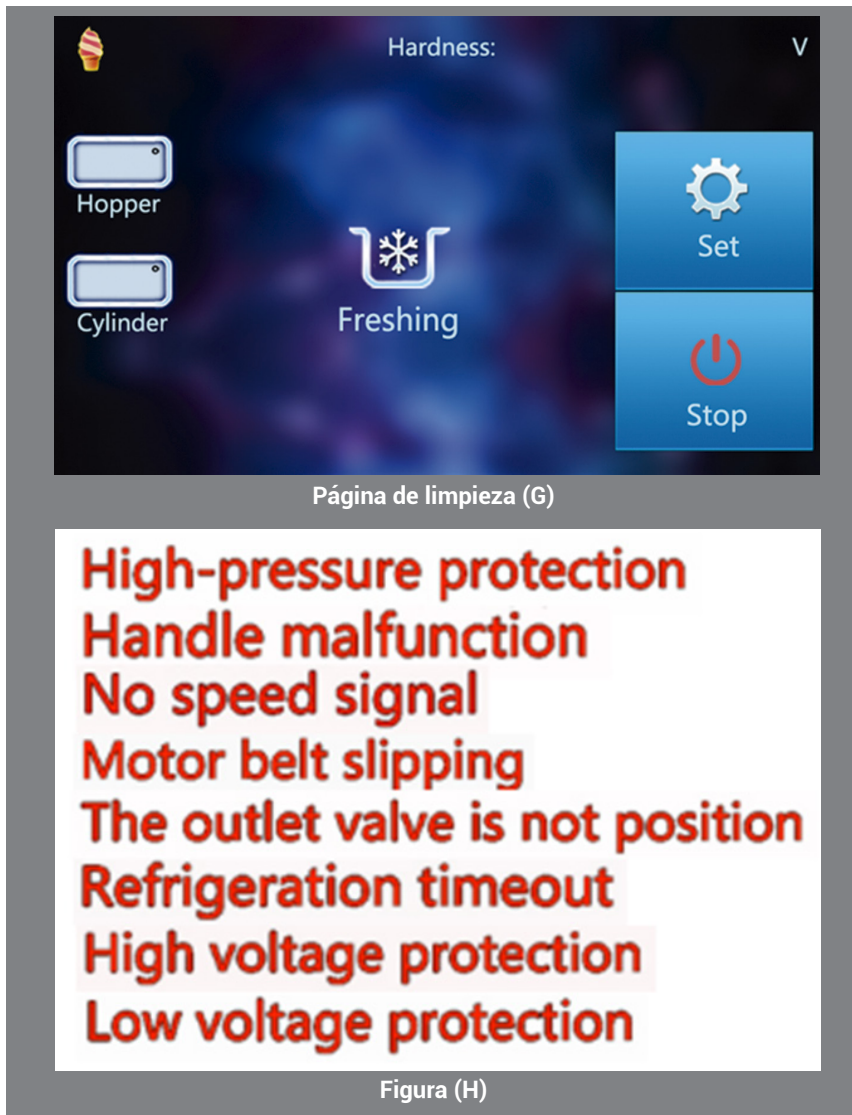 Hardness:
V
Hopper
Set
Cylinder
Freshing
Stop
Página de limpieza (G)
High-pressure protection
Handle malfunction
No speed signal
Motor belt slipping
The outlet valve is not position
Refrigeration timeout
High voltage protection
Low voltage protection
Figura (H)